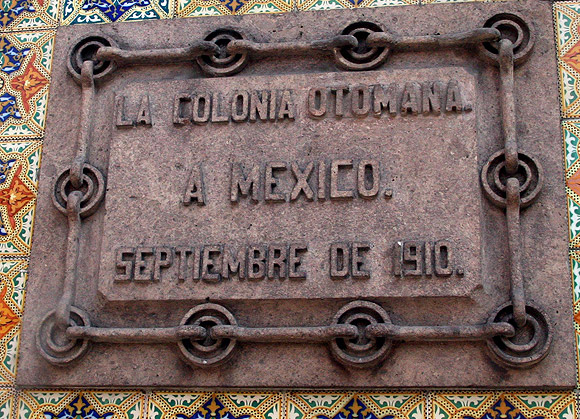 LA COLONIA OTOMANA.
A MEXICO.
SEPTIEMBRE DE 1910.